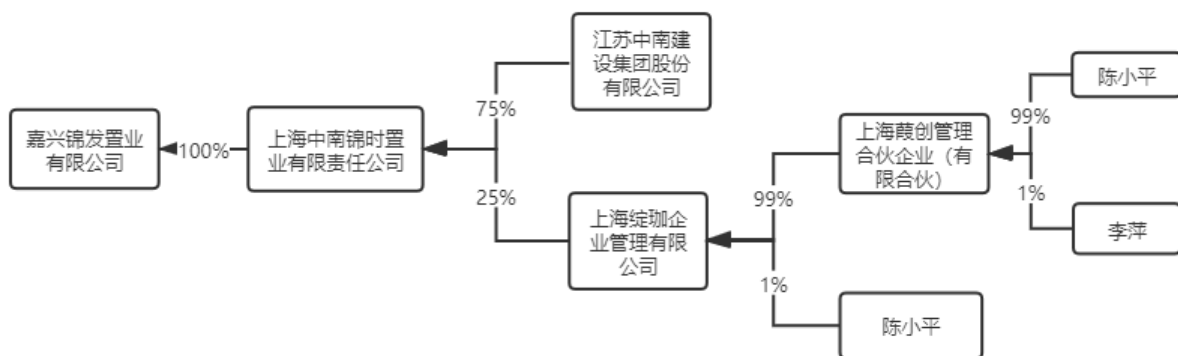 嘉兴锦发置业
有限公司
100%
上海中南锦时置
业有限责任公司
75%
25%
江苏中南建
设集团股份
有限公司
上海绽珈企
业管理有限
公司
99%
1%
上海葭创管理
合伙企业（有
限合伙）
陈小平
99%
1%
陈小平
李萍